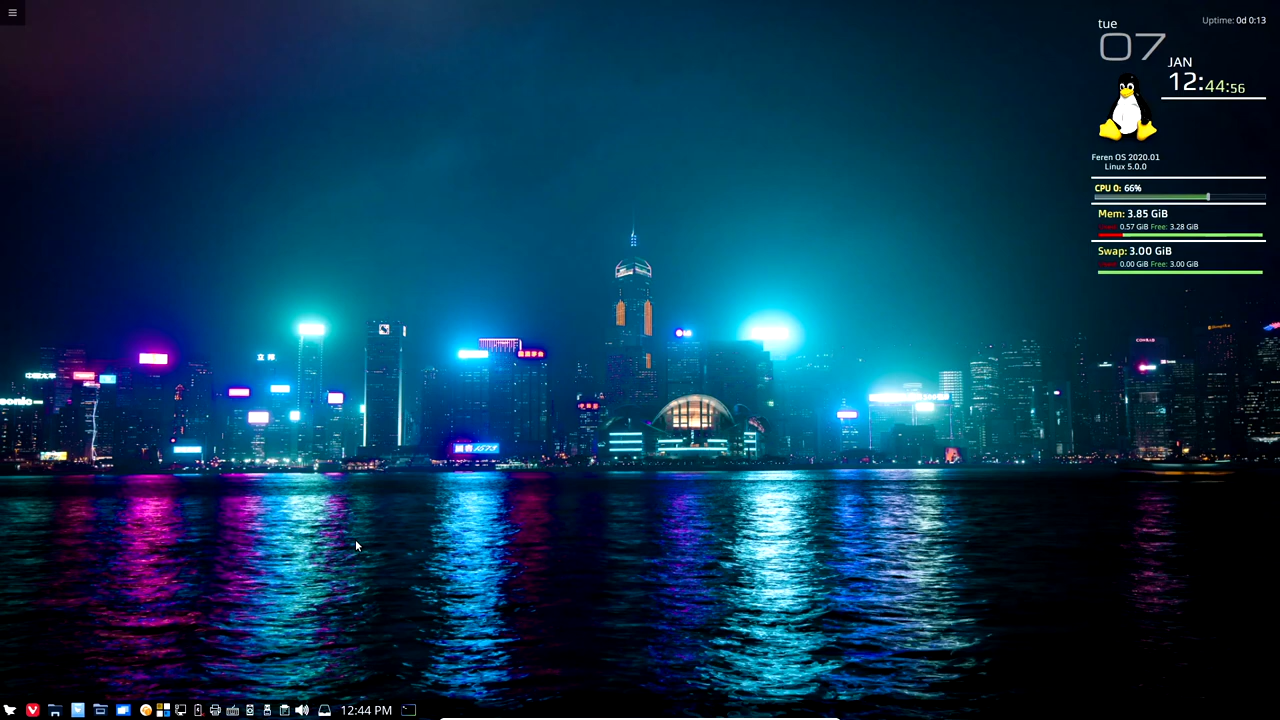 tue
Uptime: 0d 0:13
07
JAN
12:44:56
Feren OS 2020.01
Linux 5.0.0
CPU 0: 66%
Mem: 3.85 GiB
0.57 GiB Free: 3.28 GiB
Swap: 3.00 GiB
0.00 GiB Free: 3.00 GiB
12:44 PM